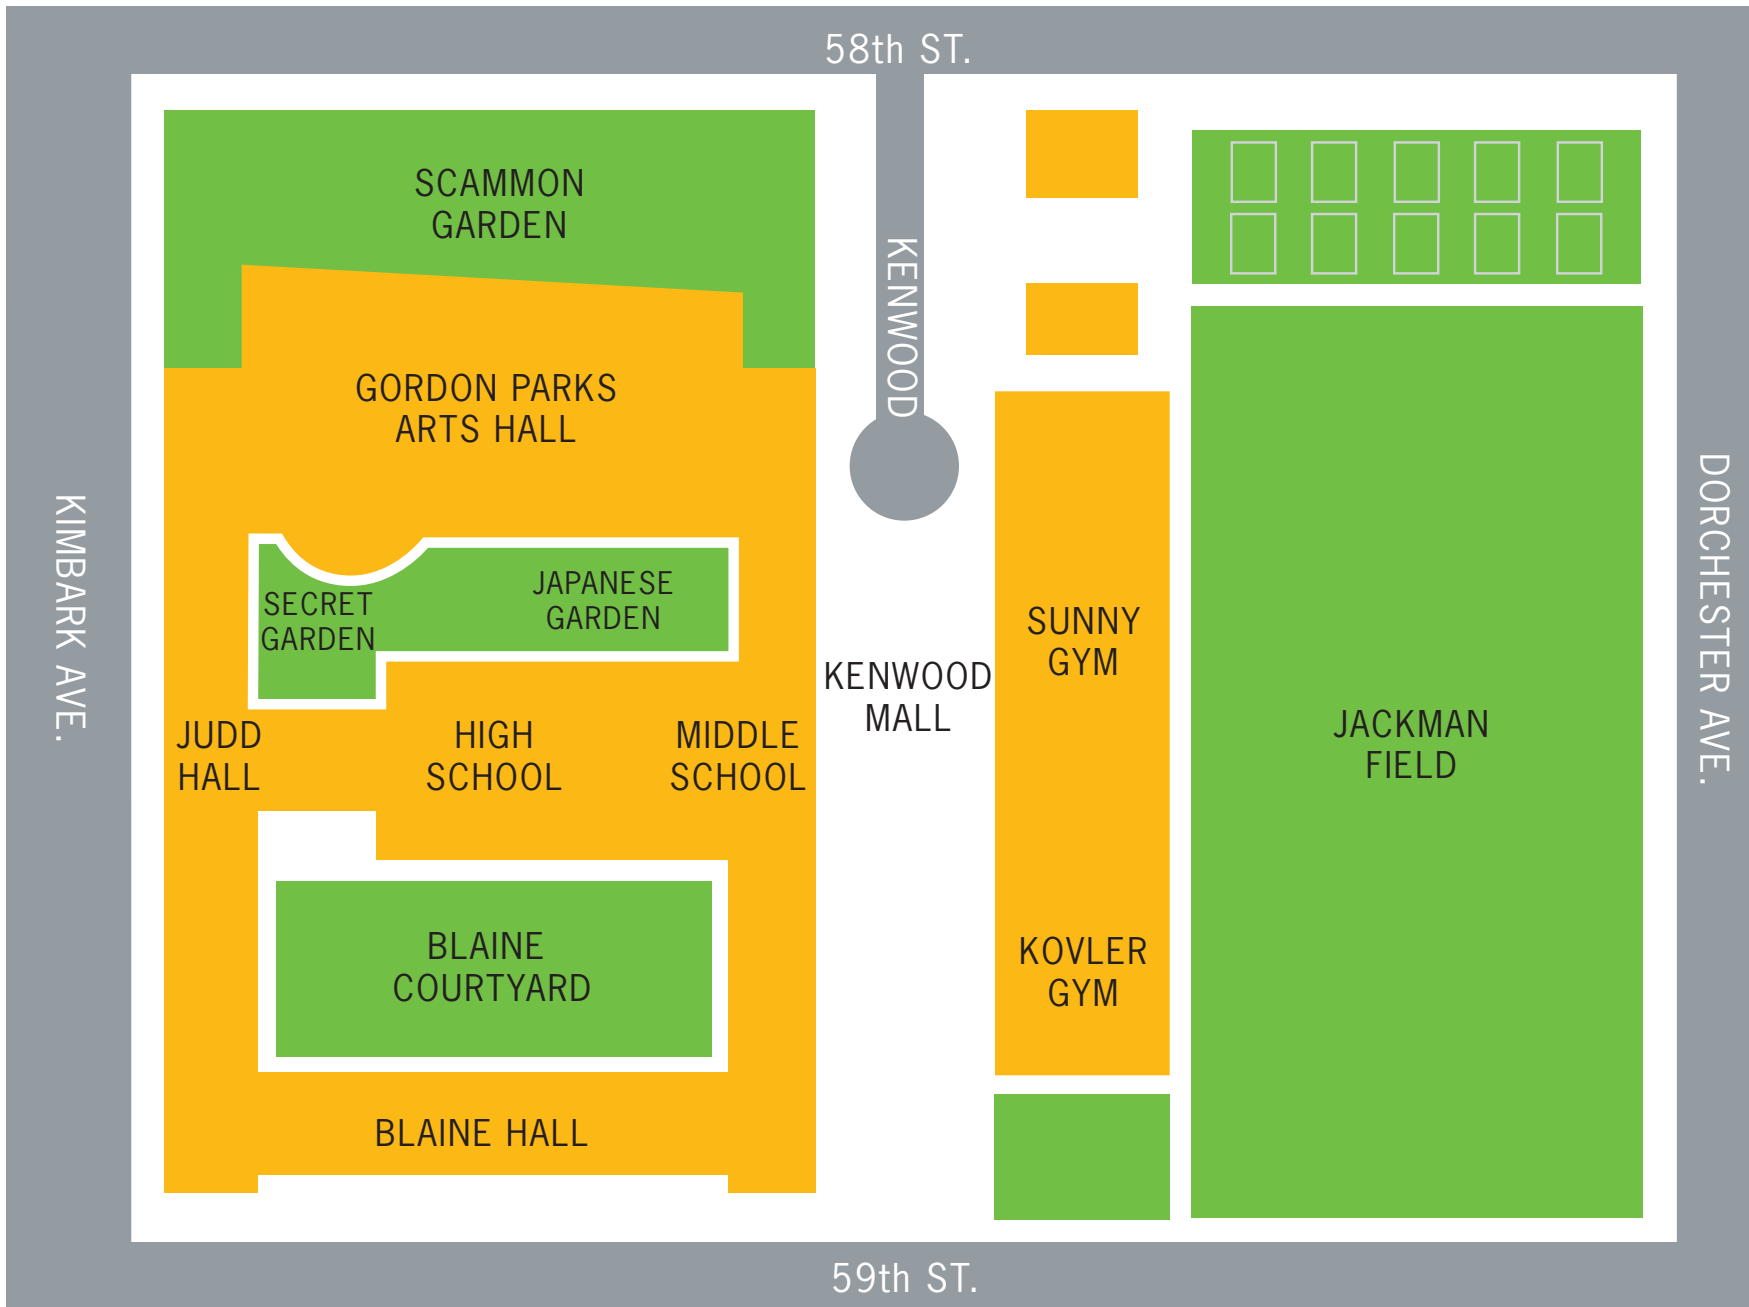 58th ST.
SCAMMON
GARDEN
KENWOOD
GORDON PARKS
ARTS HALL
KIMBARK AVE.
DORCHESTER AVE.
SECRET
GARDEN
JAPANESE
GARDEN
SUNNY
GYM
KENWOOD
MALL
JUDD
HALL
HIGH
SCHOOL
MIDDLE
SCHOOL
JACKMAN
FIELD
BLAINE
COURTYARD
KOVLER
GYM
BLAINE HALL
59th ST.